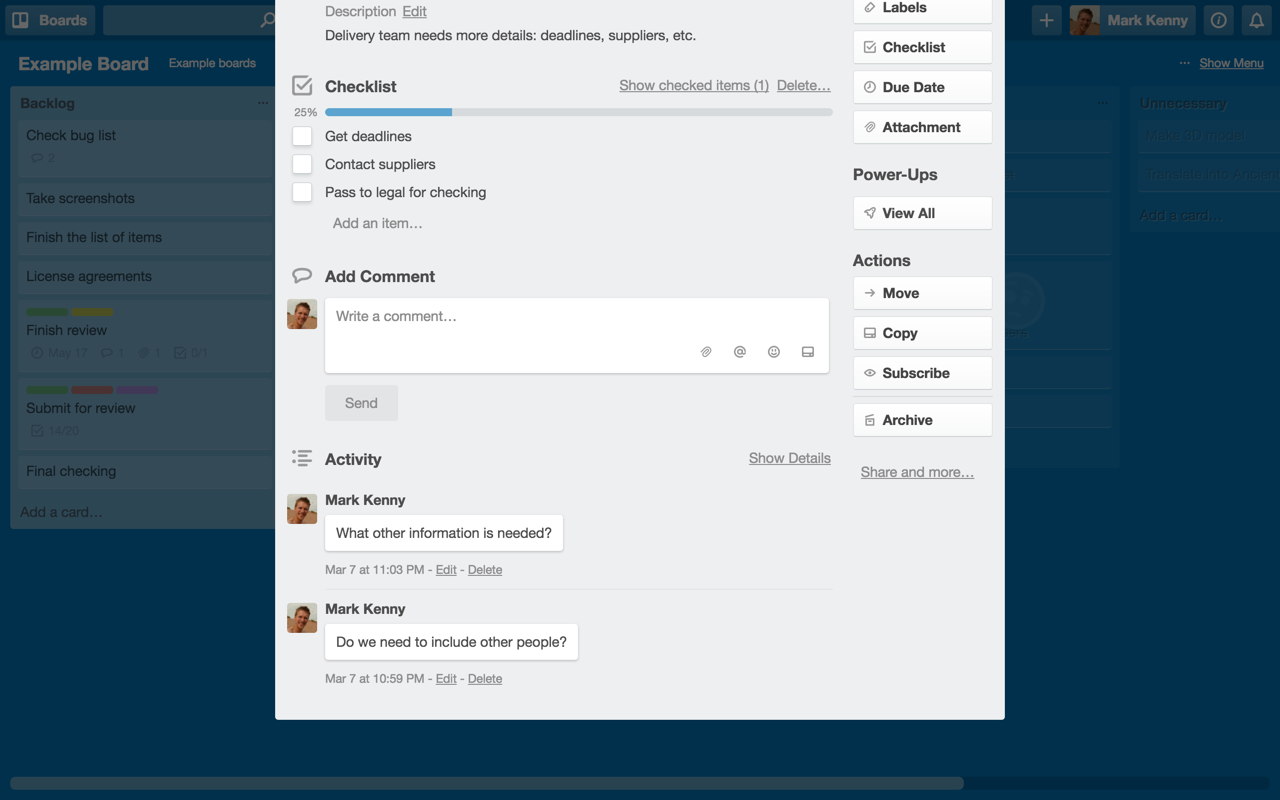 Boards
Mark Kenny
Example Board
Example boards
··· Show Menu
Backlog
Check bug list
2
Take screenshots
Finish the list of items
License agreements
Finish review
May 17 1 1 0/1
Submit for review
14/20
Final checking
Add a card…
Description Edit
Delivery team needs more details: deadlines, suppliers, etc.
Checklist
Show checked items (1) Delete…
25%
Get deadlines
Contact suppliers
Pass to legal for checking
Add an item…
Add Comment
Write a comment…
Send
Activity
Show Details
Mark Kenny
What other information is needed?
Mar 7 at 11:03 PM - Edit - Delete
Mark Kenny
Do we need to include other people?
Mar 7 at 10:59 PM - Edit - Delete
Labels
Checklist
Due Date
Attachment
Power-Ups
View All
Actions
Move
Copy
Subscribe
Archive
Share and more…
Unnecessary
Make 3D model
Translate into Ancien
Add a card…